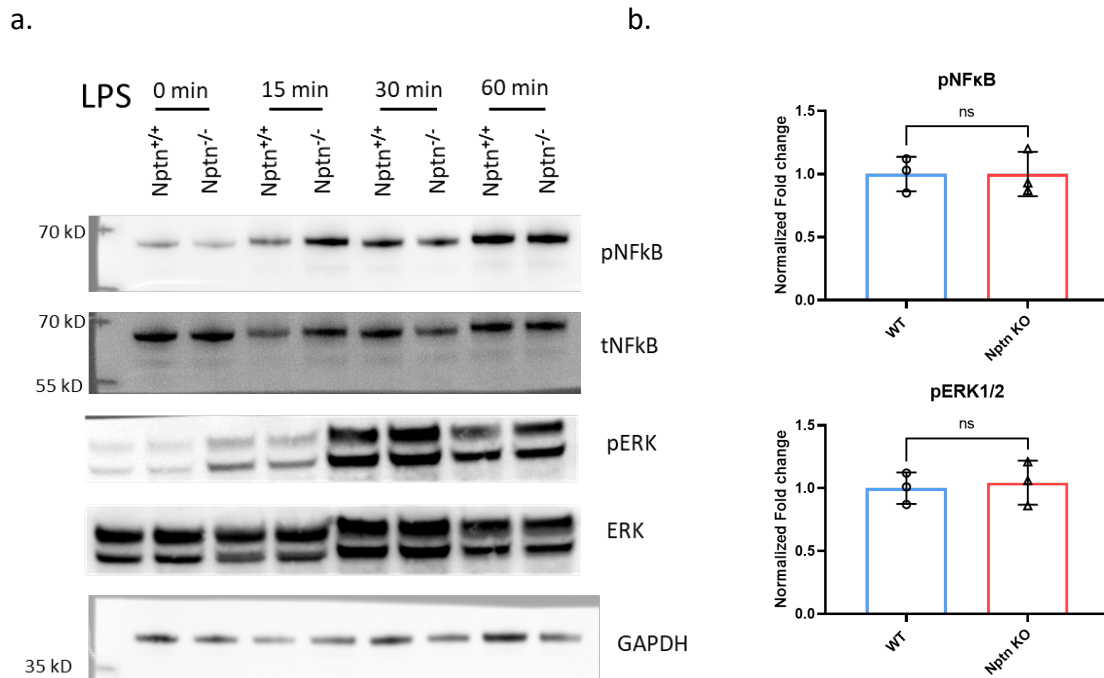 a.
LPS
0 min 15 min 30 min 60 min
Nptn+/+ Nptn-/- Nptn+/+ Nptn-/- Nptn+/+ Nptn-/- Nptn+/+ Nptn-/-
70 kD
pNFkB
70 kD
tNFkB
55 kD
pERK
ERK
GAPDH
35 kD
b.
pNFκB
Normalized Fold change
1.5
1.0
0.5
0.0
ns
WT Nptn KO
pERK1/2
Normalized Fold change
1.5
1.0
0.5
0.0
ns
WT Nptn KO